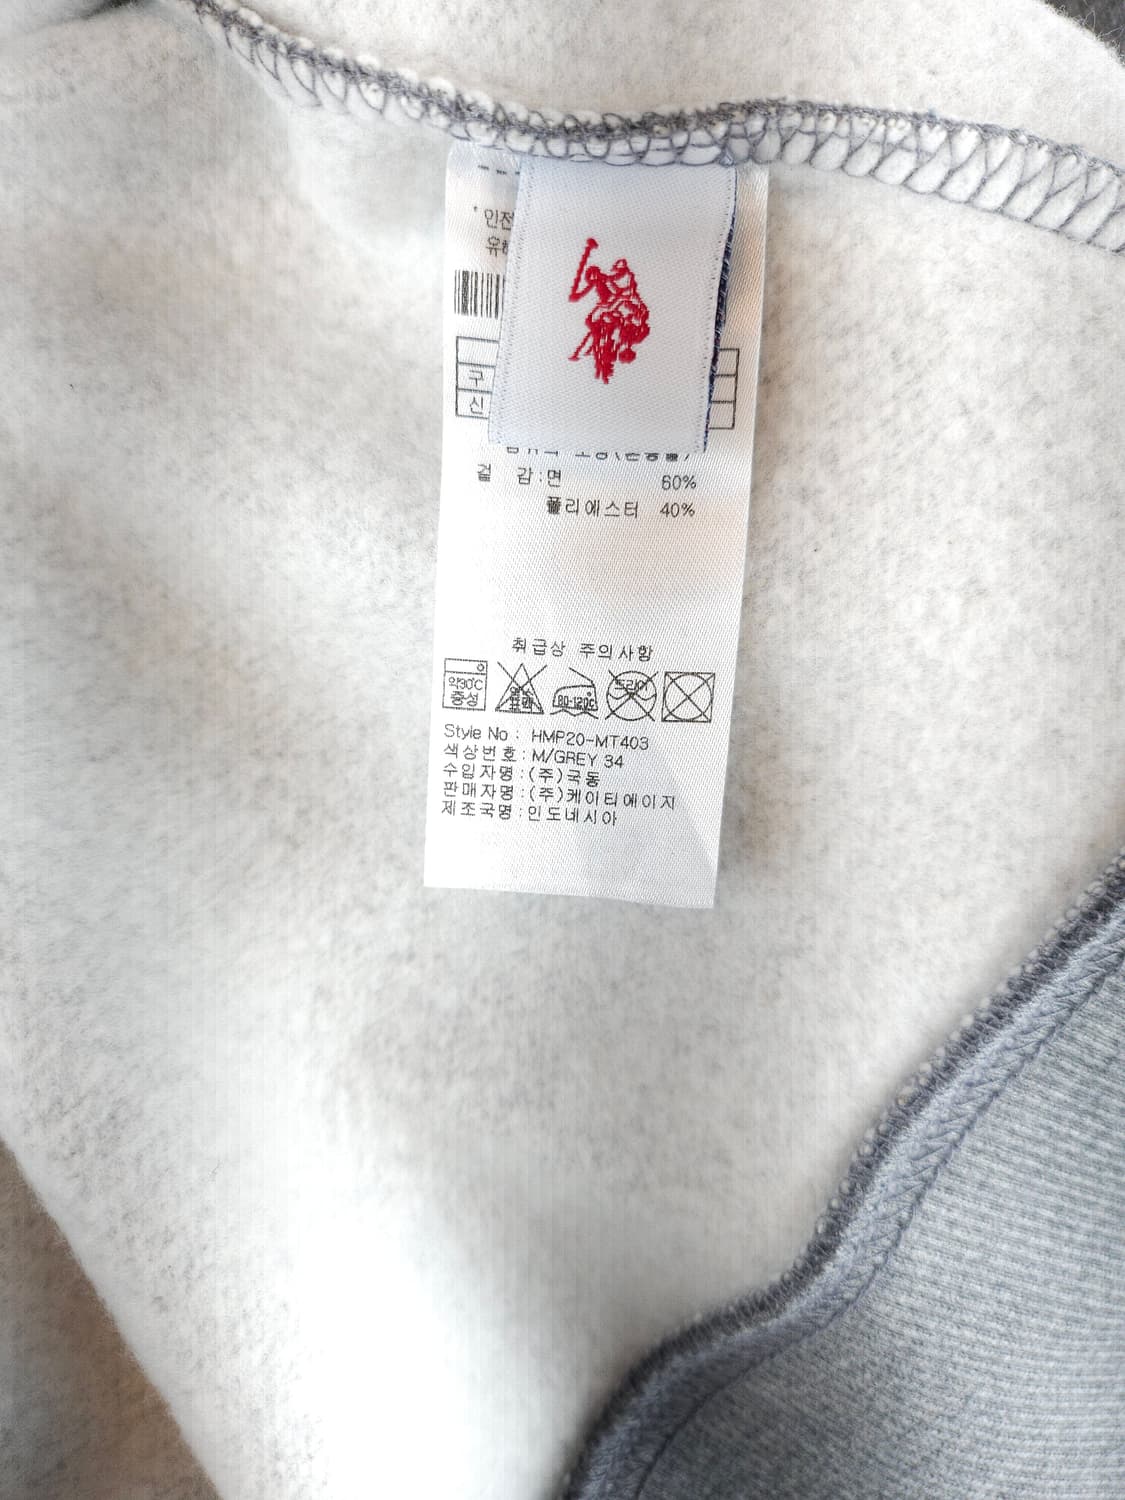 구
신
겉 감:면 60%
폴리에스터 40%
취급상 주의사항
약30℃
중성
80-120℃
드라이
Style No : HMP20-MT403
색상번호:M/GREY 34
수입자명:(주)국동
판매자명:(주)케이티에이지
제조국명:인도네시아